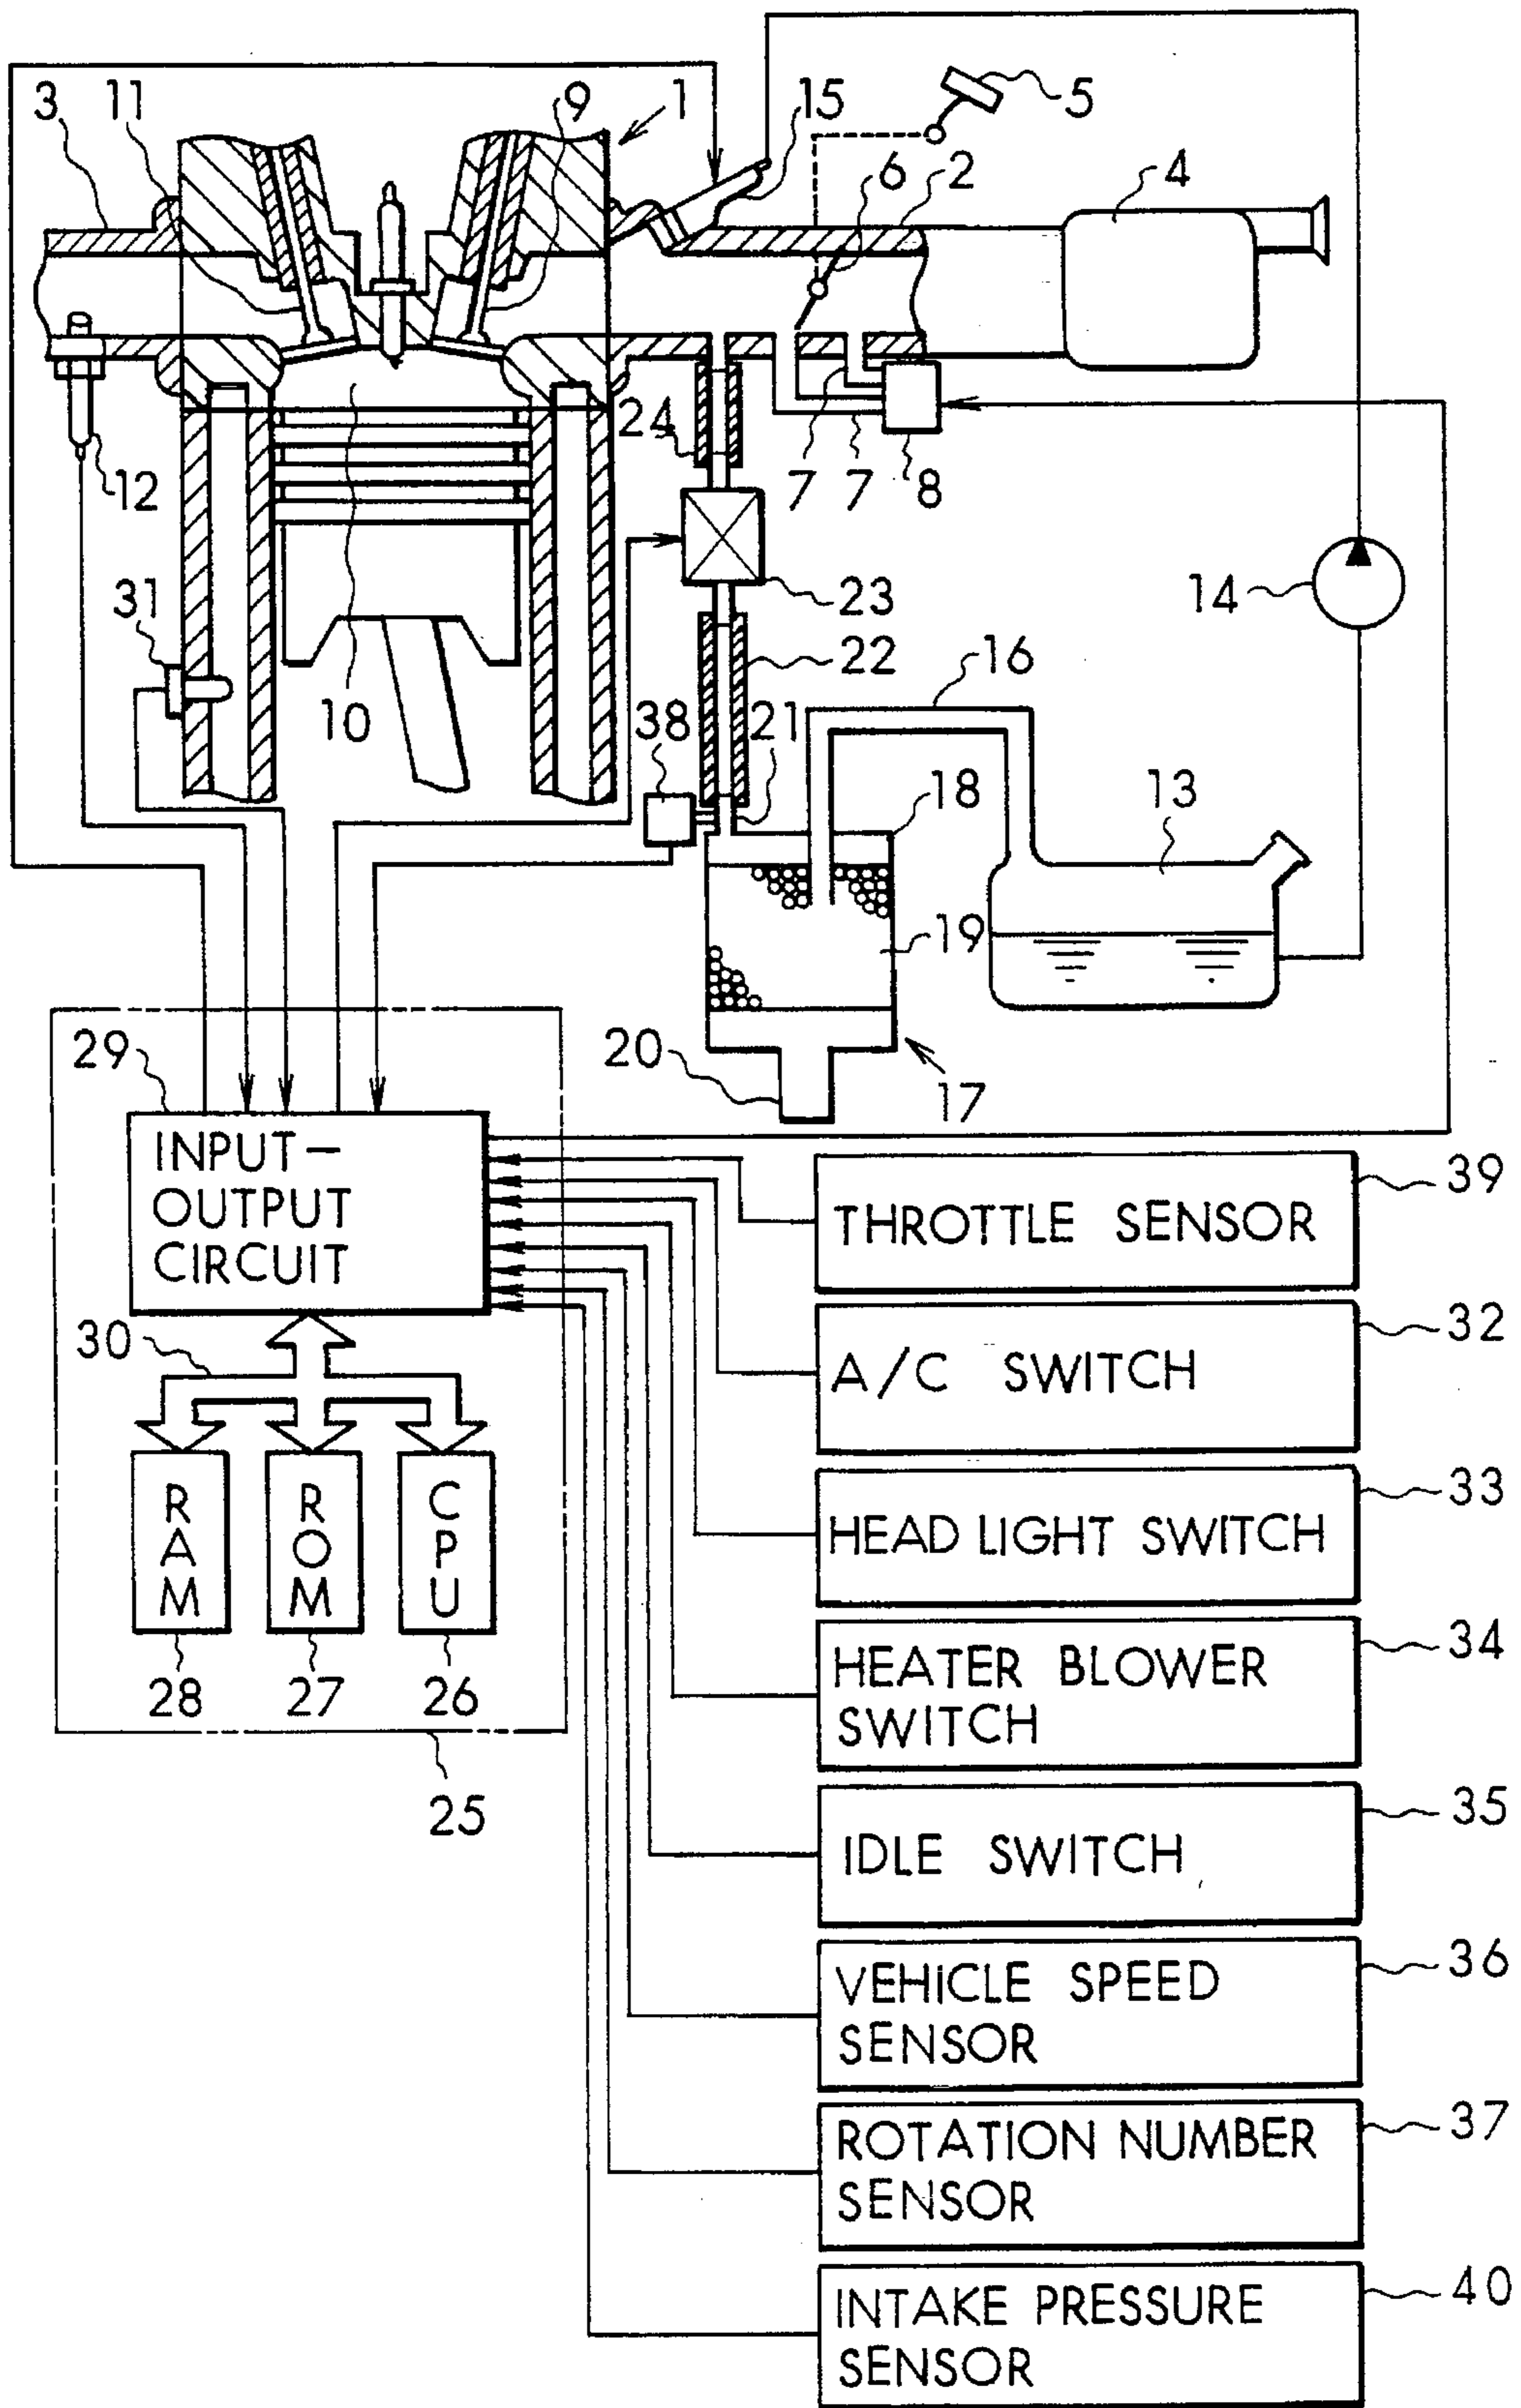 3
11
9
1
15
5
6
2
4
12
24
7
7
8
31
10
23
14
22
16
38
21
18
13
19
20
17
29
INPUT-
OUTPUT
CIRCUIT
30
RAM
ROM
CPU
28
27
26
25
THROTTLE SENSOR
39
A/C SWITCH
32
HEAD LIGHT SWITCH
33
HEATER BLOWER
SWITCH
34
IDLE SWITCH
35
VEHICLE SPEED
SENSOR
36
ROTATION NUMBER
SENSOR
37
INTAKE PRESSURE
SENSOR
40